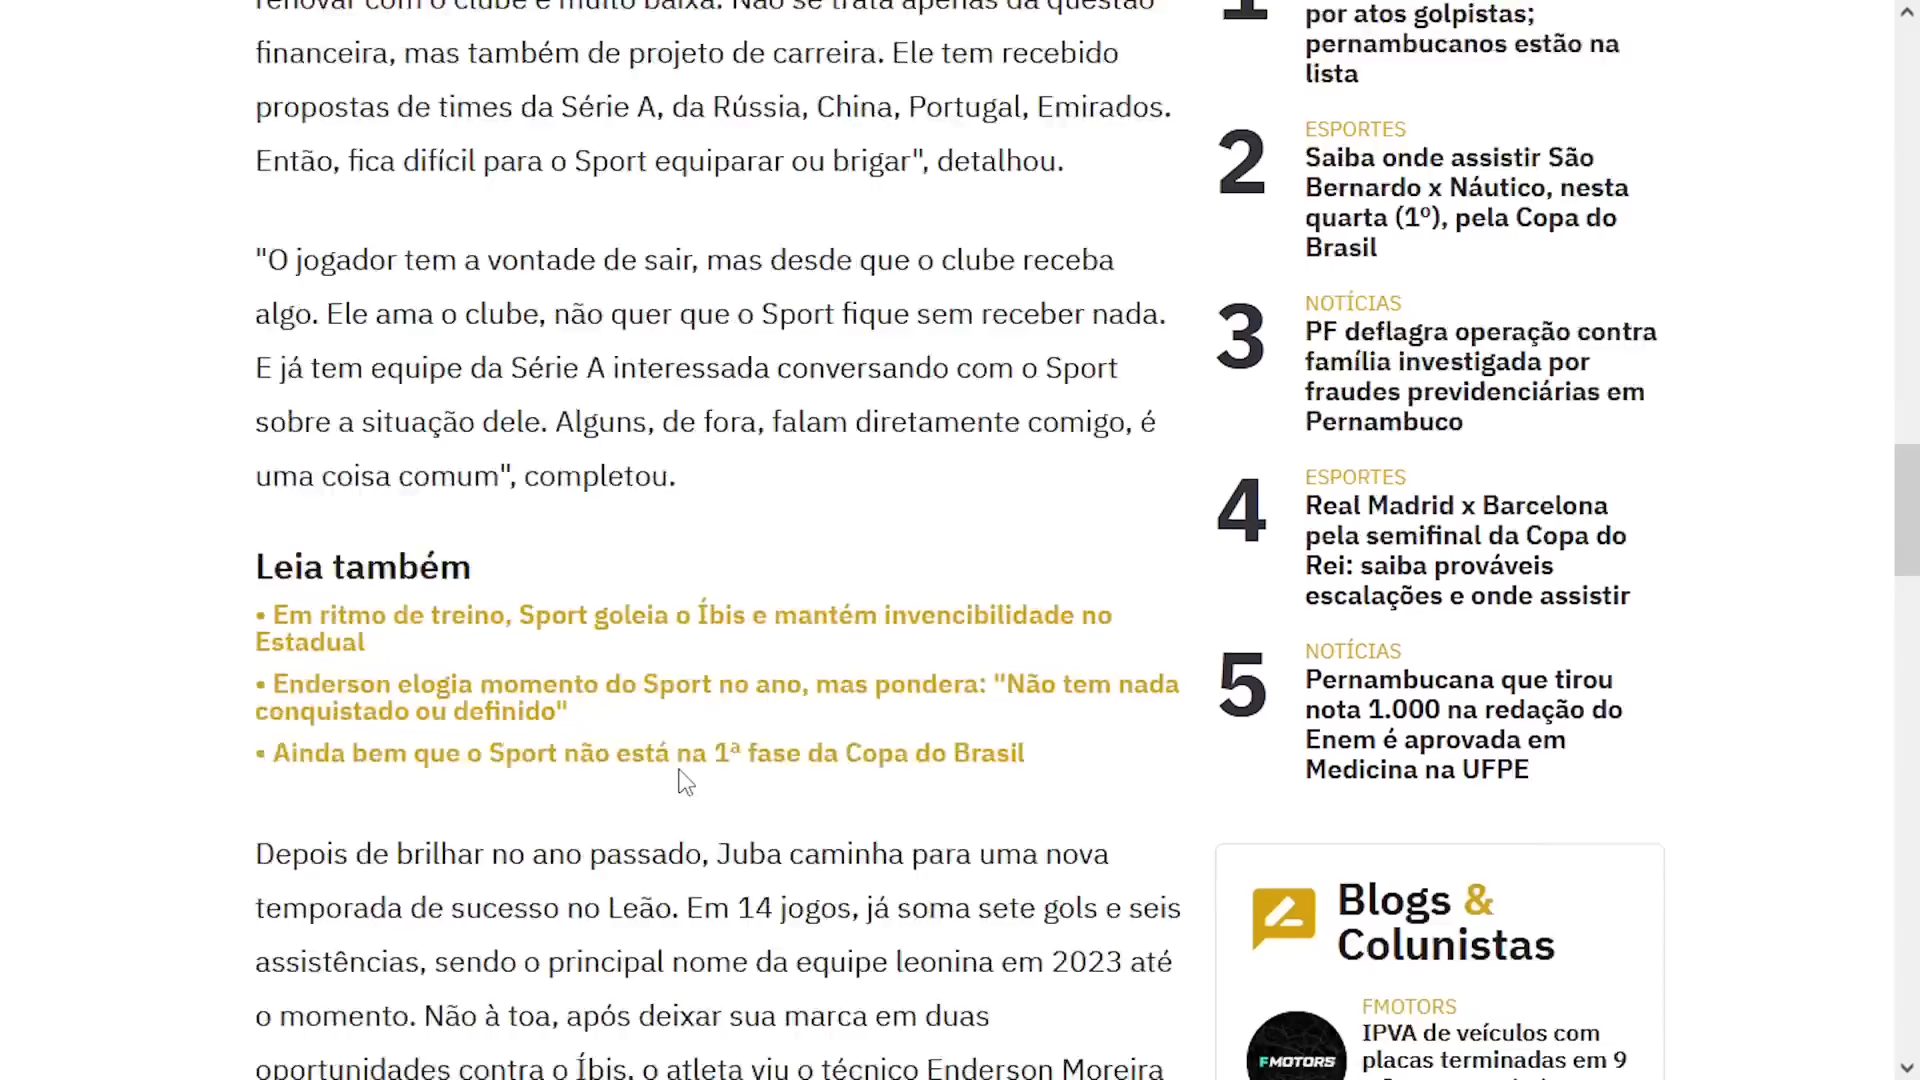 renovar com o clube é muito baixa. Não se trata apenas da questão
financeira, mas também de projeto de carreira. Ele tem recebido
propostas de times da Série A, da Rússia, China, Portugal, Emirados.
Então, fica difícil para o Sport equiparar ou brigar", detalhou.
"O jogador tem a vontade de sair, mas desde que o clube receba
algo. Ele ama o clube, não quer que o Sport fique sem receber nada.
E já tem equipe da Série A interessada conversando com o Sport
sobre a situação dele. Alguns, de fora, falam diretamente comigo, é
uma coisa comum", completou.
Leia também
• Em ritmo de treino, Sport goleia o Íbis e mantém invencibilidade no
Estadual
• Enderson elogia momento do Sport no ano, mas pondera: "Não tem nada
conquistado ou definido"
• Ainda bem que o Sport não está na 1ª fase da Copa do Brasil
Depois de brilhar no ano passado, Juba caminha para uma nova
temporada de sucesso no Leão. Em 14 jogos, já soma sete gols e seis
assistências, sendo o principal nome da equipe leonina em 2023 até
o momento. Não à toa, após deixar sua marca em duas
oportunidades contra o Íbis, o atleta viu o técnico Enderson Moreira
1
por atos golpistas;
pernambucanos estão na
lista
2
ESPORTES
Saiba onde assistir São
Bernardo x Náutico, nesta
quarta (1º), pela Copa do
Brasil
3
NOTÍCIAS
PF deflagra operação contra
família investigada por
fraudes previdenciárias em
Pernambuco
4
ESPORTES
Real Madrid x Barcelona
pela semifinal da Copa do
Rei: saiba prováveis
escalações e onde assistir
5
NOTÍCIAS
Pernambucana que tirou
nota 1.000 na redação do
Enem é aprovada em
Medicina na UFPE
Blogs &
Colunistas
FMOTORS
FMOTORS
IPVA de veículos com
placas terminadas em 9